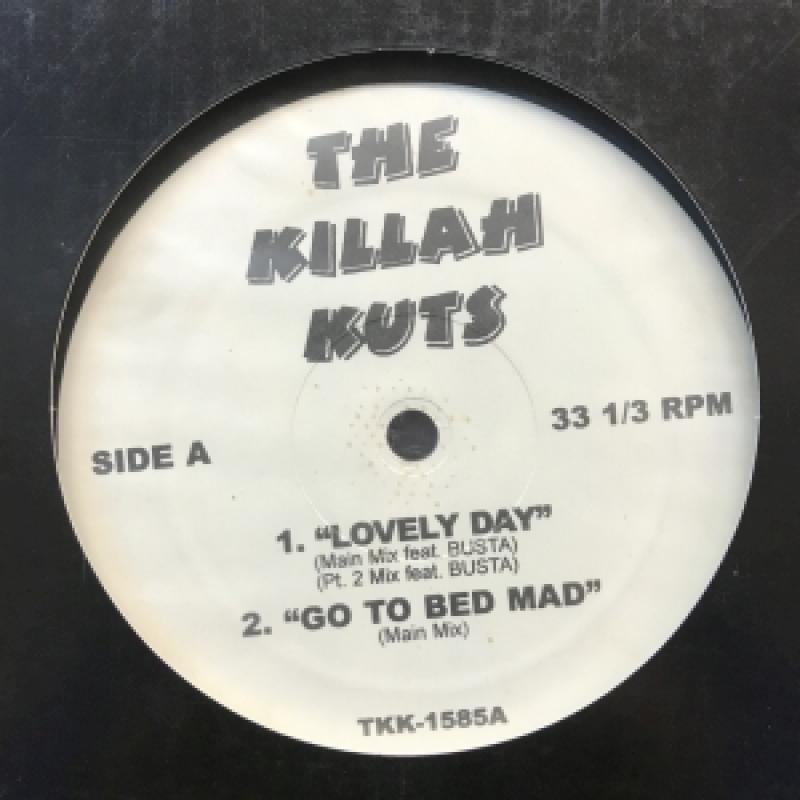 THE
KILLAH
KUTS
SIDE A
33 1/3 RPM
1. “LOVELY DAY”
(Main Mix feat. BUSTA)
(Pt. 2 Mix feat. BUSTA)
2. “GO TO BED MAD”
(Main Mix)
TKK-1585A